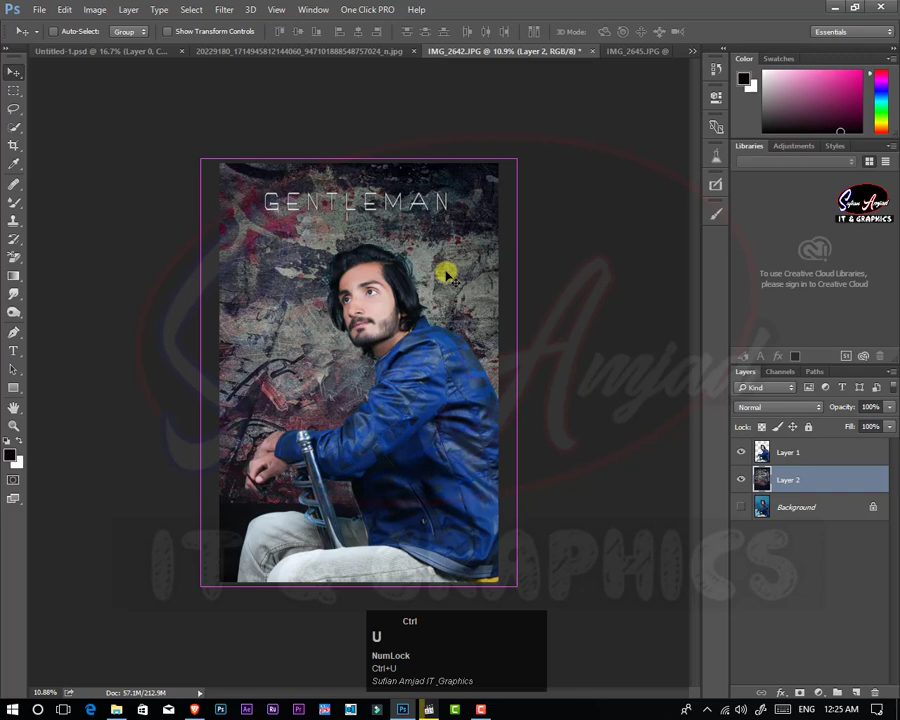 Ps File Edit Image Layer Type Select Filter 3D View Window One Click PRO Help
Auto-Select: Group Show Transform Controls 3D Mode: Essentials
Untitled-1.psd @ 16.7% (Layer 0, C... × 20229180_1714945812144060_947101888548757024_n.jpg × IMG_2642.JPG @ 10.9% (Layer 2, RGB/8) * × IMG_2645.JPG @
Color Swatches
Libraries Adjustments Styles
Sufian Amjad
IT & GRAPHICS
To use Creative Cloud Libraries,
please sign in to Creative Cloud
GENTLEMAN
Sufian Amjad
IT & GRAPHICS
Layers Channels Paths
Kind
Normal Opacity: 100%
Lock: Fill: 100%
Layer 1
Layer 2
Background
Ctrl
U
NumLock
Ctrl+U
Sufian Amjad IT_Graphics
10.88% Doc: 57.1M/212.9M
ENG 12:25 AM